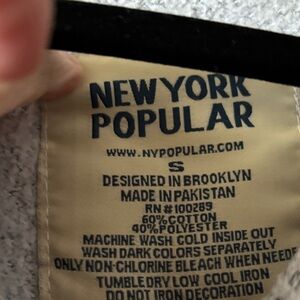 NEW YORK
POPULAR
WWW.NYPOPULAR.COM
S
DESIGNED IN BROOKLYN
MADE IN PAKISTAN
RN#100289
60%COTTON
40%POLYESTER
MACHINE WASH COLD INSIDE OUT
WASH DARK COLORS SEPARATELY
ONLY NON-CHLORINE BLEACH WHEN NEEDE
TUMBLE DRY LOW COOL IRON
DO NOT IRON DECORATION